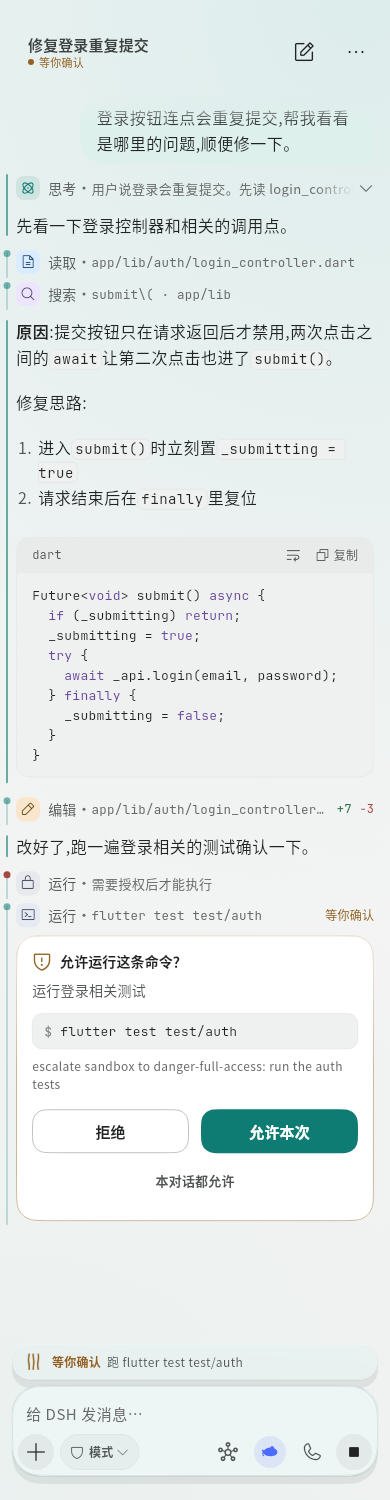 修复登录重复提交
等你确认
登录按钮连点会重复提交,帮我看看
是哪里的问题,顺便修一下。
思考 · 用户说登录会重复提交。先读 login_contro
先看一下登录控制器和相关的调用点。
读取 · app/lib/auth/login_controller.dart
搜索 · submit\( · app/lib
原因:提交按钮只在请求返回后才禁用,两次点击之
间的 await 让第二次点击也进了 submit()。
修复思路:
1. 进入 submit() 时立刻置 _submitting =
true
2. 请求结束后在 finally 里复位
dart 复制
Future<void> submit() async {
if (_submitting) return;
_submitting = true;
try {
await _api.login(email, password);
} finally {
_submitting = false;
}
}
编辑 · app/lib/auth/login_controller… +7 -3
改好了,跑一遍登录相关的测试确认一下。
运行 · 需要授权后才能执行
运行 · flutter test test/auth 等你确认
允许运行这条命令?
运行登录相关测试
$ flutter test test/auth
escalate sandbox to danger-full-access: run the auth
tests
拒绝 允许本次
本对话都允许
等你确认 跑 flutter test test/auth
给 DSH 发消息…
模式